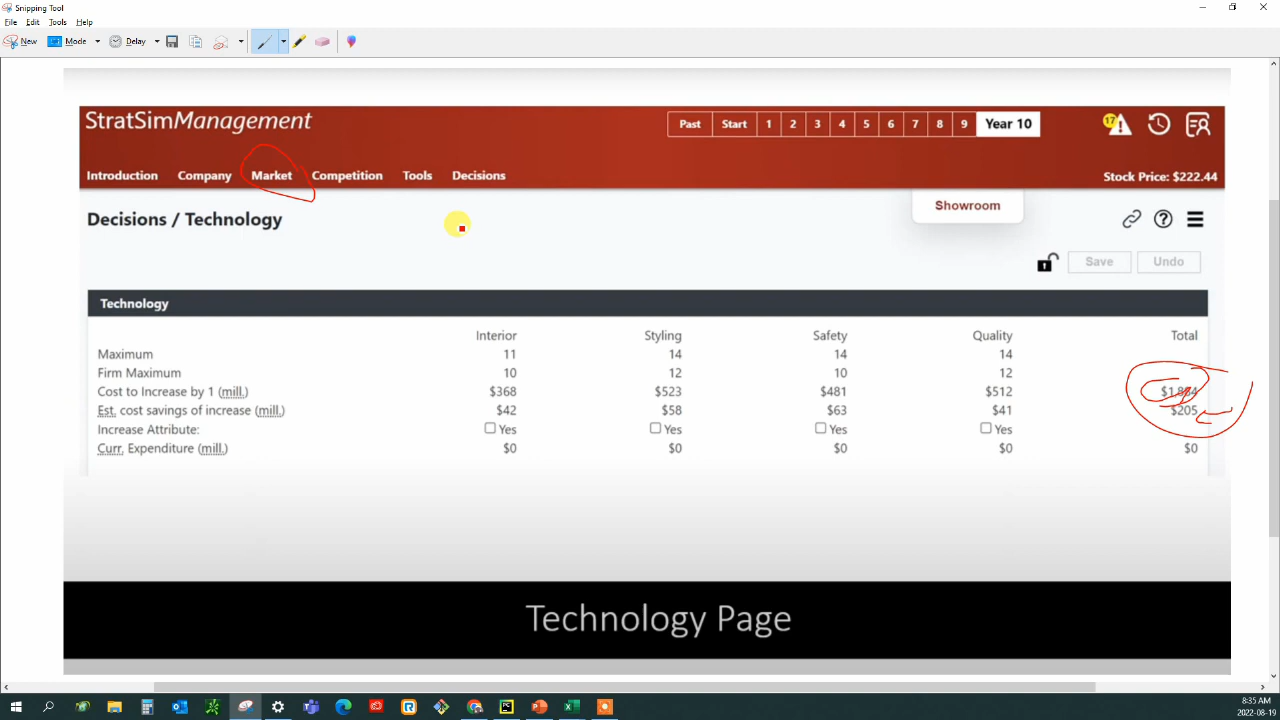 Snipping Tool
File Edit Tools Help
New Mode Delay
StratSimManagement
Past Start 1 2 3 4 5 6 7 8 9 Year 10
17
Introduction Company Market Competition Tools Decisions Stock Price: $222.44
Decisions / Technology Showroom
Save Undo
Technology
Interior Styling Safety Quality Total
Maximum 11 14 14 14
Firm Maximum 10 12 10 12
Cost to Increase by 1 (mill.) $368 $523 $481 $512
Est. cost savings of increase (mill.) $42 $58 $63 $41 $205
Increase Attribute: Yes Yes Yes Yes
Curr. Expenditure (mill.) $0 $0 $0 $0 $0
Technology Page
8:35 AM
2022-08-19